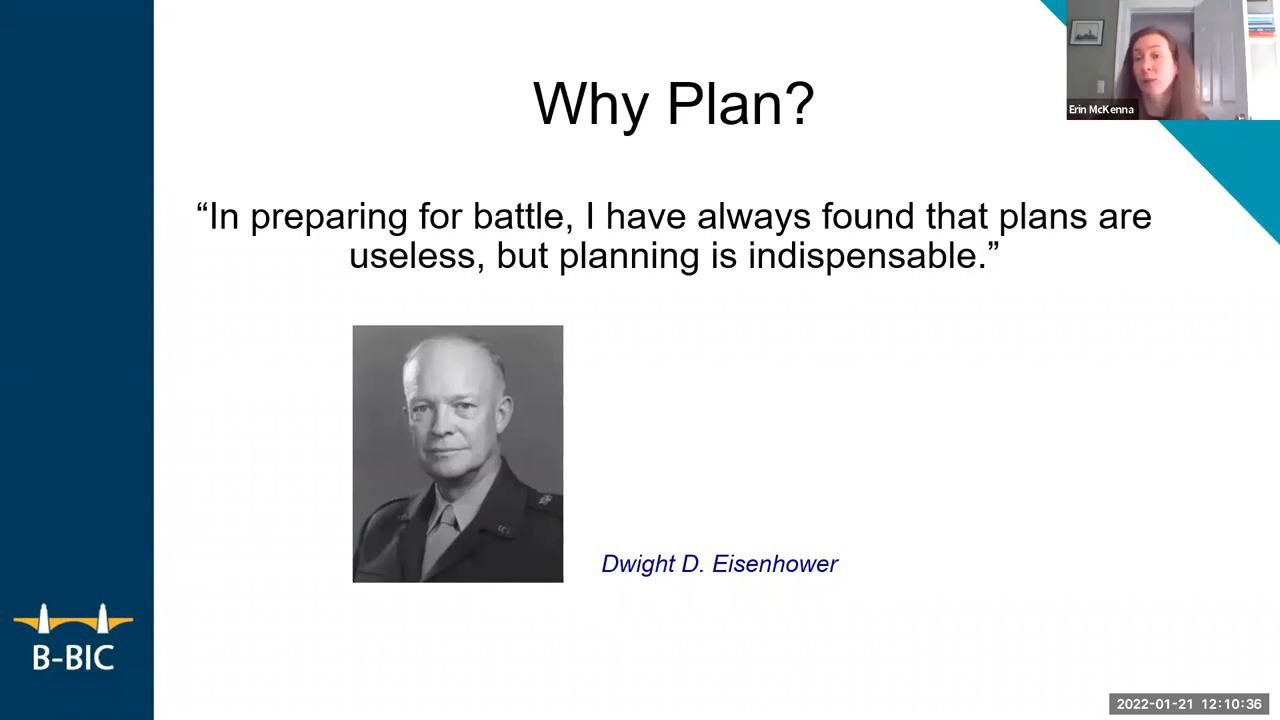 Why Plan?
Erin McKenna
“In preparing for battle, I have always found that plans are
useless, but planning is indispensable.”
Dwight D. Eisenhower
B-BIC
2022-01-21 12:10:36